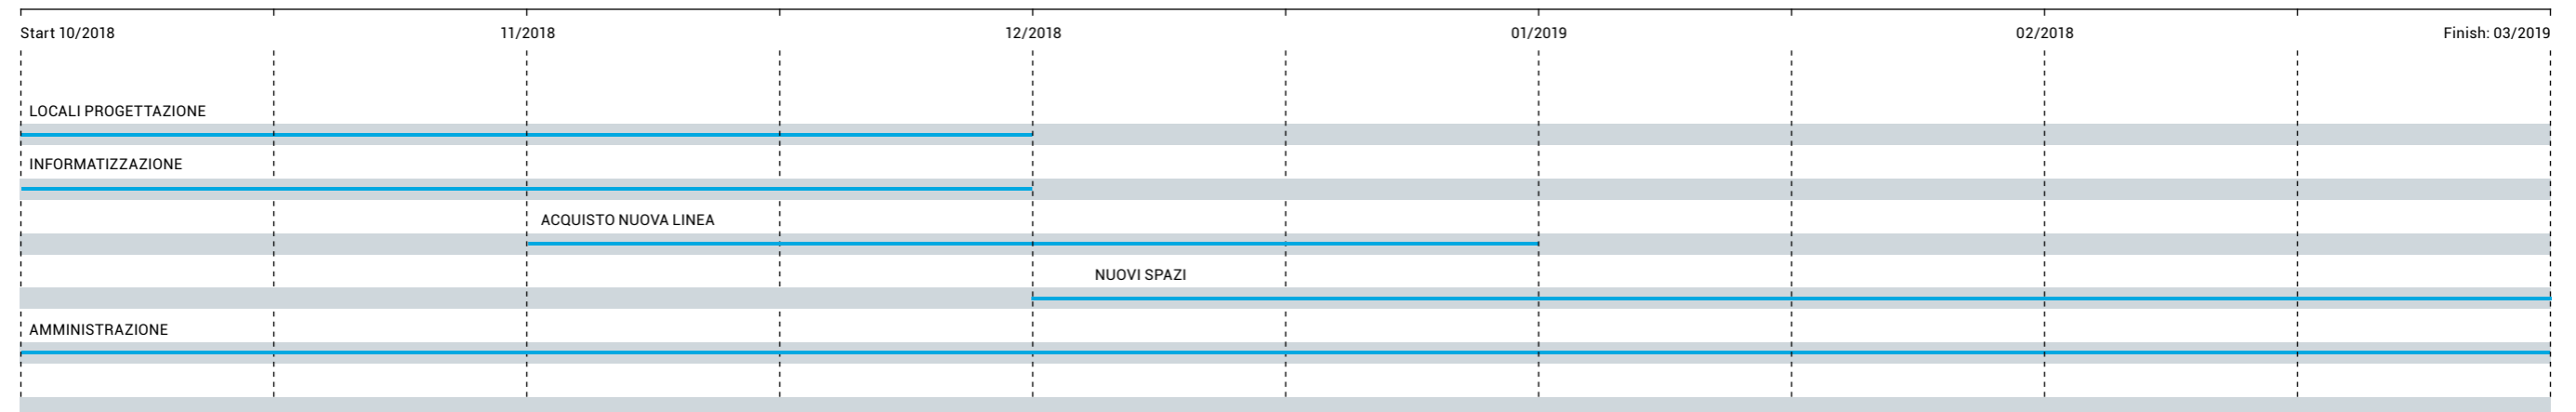 Start 10/2018 11/2018 12/2018 01/2019 02/2018 Finish: 03/2019
LOCALI PROGETTAZIONE
INFORMATIZZAZIONE
ACQUISTO NUOVA LINEA
NUOVI SPAZI
AMMINISTRAZIONE